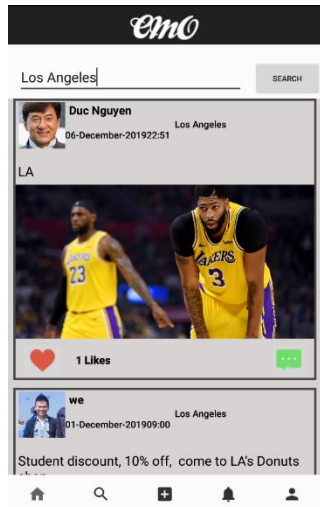 emo
Los Angeles
SEARCH
Duc Nguyen
Los Angeles
06-December-201922:51
LA
LAKERS
23
LAKERS
3
1 Likes
we
Los Angeles
01-December-201909:00
Student discount, 10% off, come to LA's Donuts